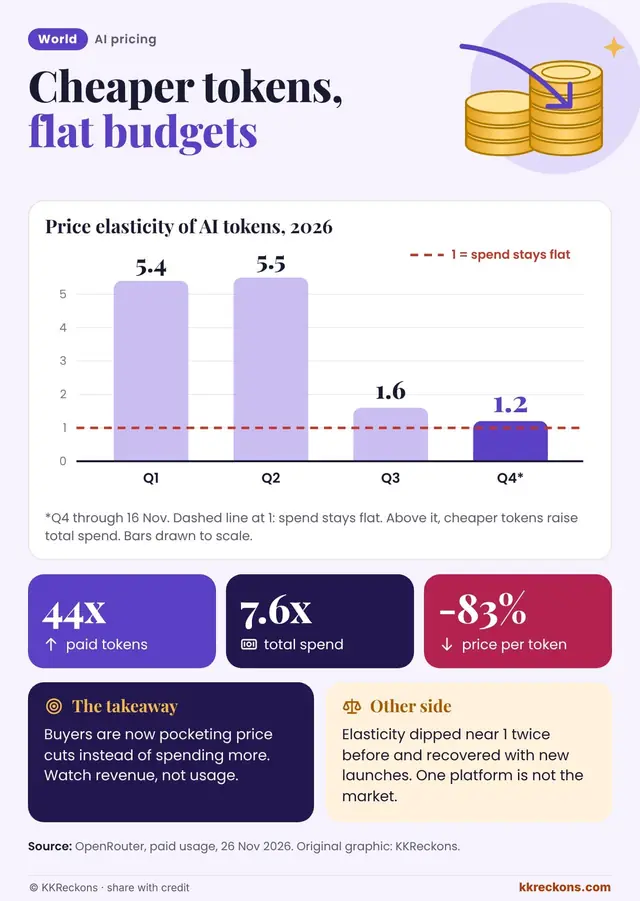 World AI pricing
Cheaper tokens,
flat budgets
Price elasticity of AI tokens, 2026
1 = spend stays flat
5.4
5.5
1.6
1.2
5
4
3
2
1
0
Q1
Q2
Q3
Q4*
*Q4 through 16 Nov. Dashed line at 1: spend stays flat. Above it, cheaper tokens raise
total spend. Bars drawn to scale.
44x
↑ paid tokens
7.6x
total spend
-83%
↓ price per token
The takeaway
Buyers are now pocketing price
cuts instead of spending more.
Watch revenue, not usage.
Other side
Elasticity dipped near 1 twice
before and recovered with new
launches. One platform is not the
market.
Source: OpenRouter, paid usage, 26 Nov 2026. Original graphic: KKReckons.
© KKReckons · share with credit
kkreckons.com